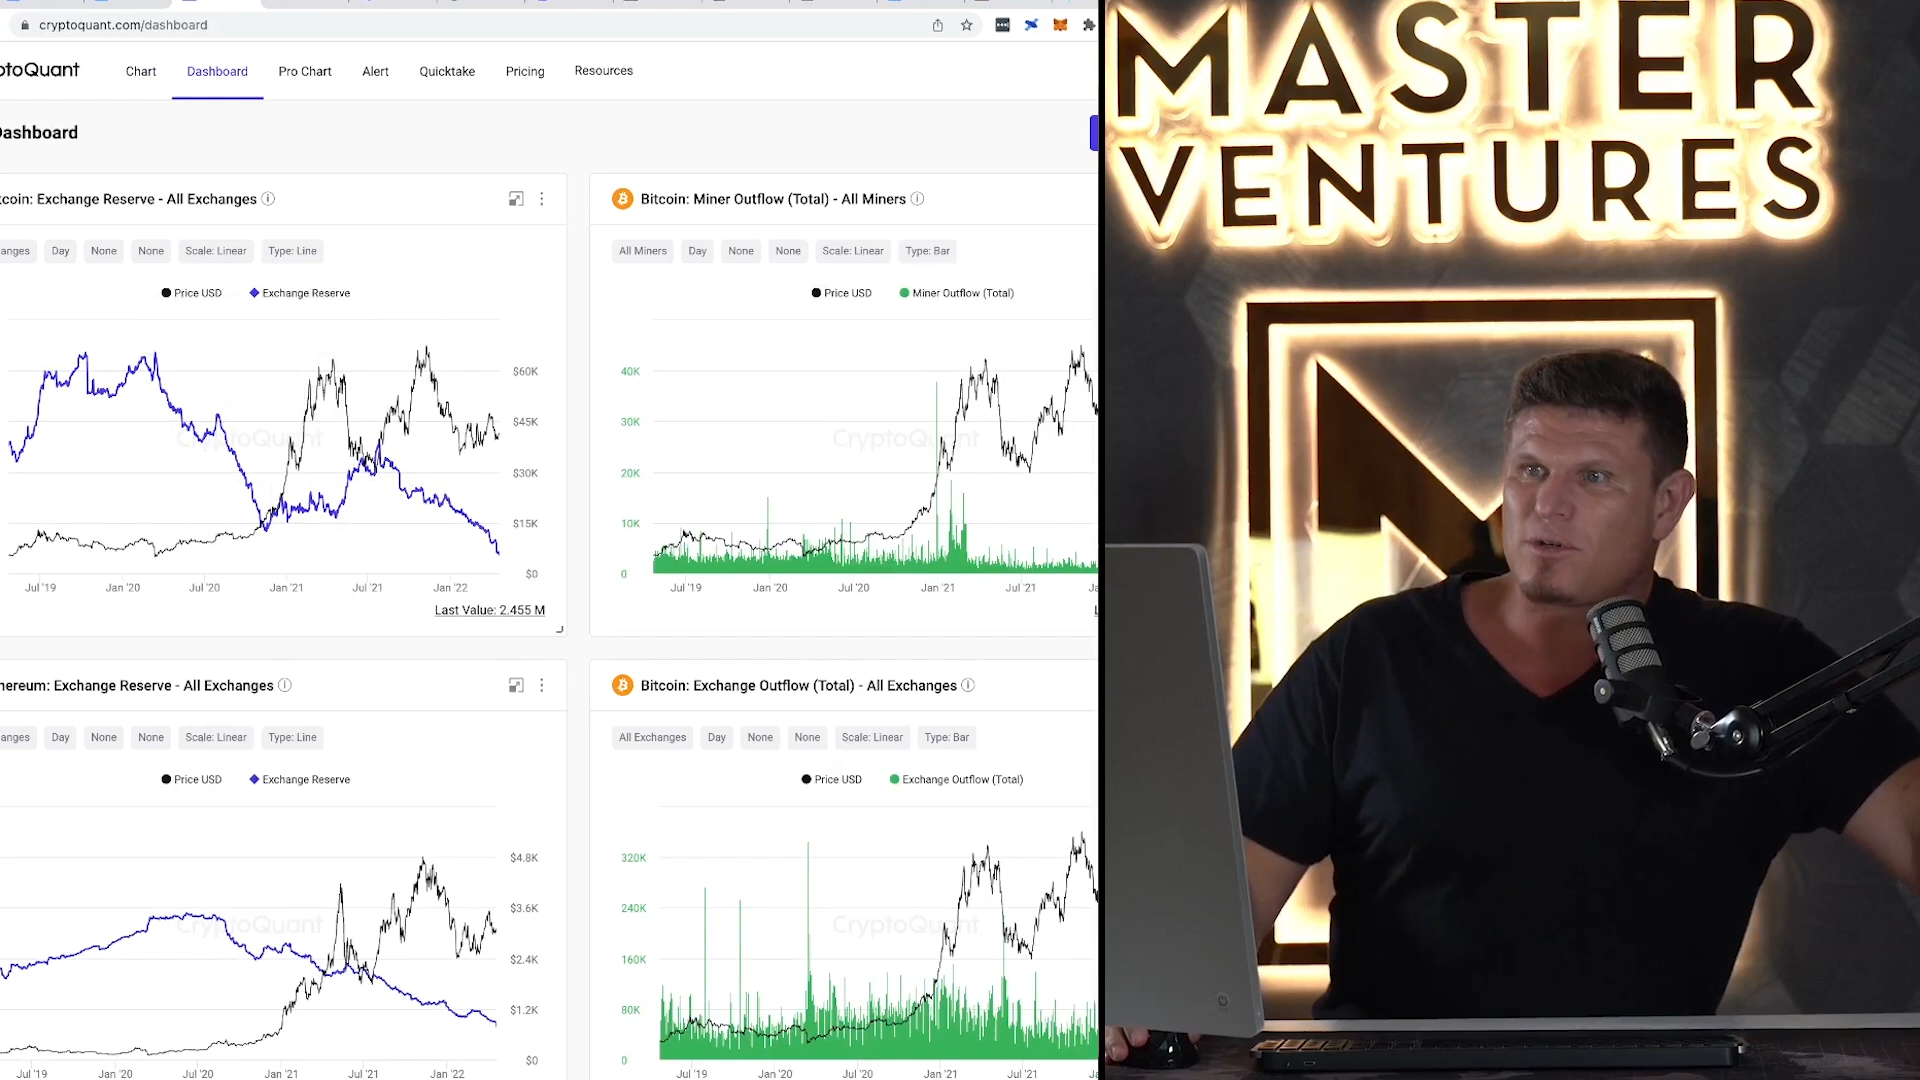 cryptoquant.com/dashboard
ptoQuant
Chart
Dashboard
Pro Chart
Alert
Quicktake
Pricing
Resources
Dashboard
tcoin: Exchange Reserve - All Exchanges
anges
Day
None
None
Scale: Linear
Type: Line
Price USD
Exchange Reserve
CryptoQuant
$60K
$45K
$30K
$15K
$0
Jul '19
Jan '20
Jul '20
Jan '21
Jul '21
Jan '22
Last Value: 2.455 M
Bitcoin: Miner Outflow (Total) - All Miners
All Miners
Day
None
None
Scale: Linear
Type: Bar
Price USD
Miner Outflow (Total)
CryptoQuant
40K
30K
20K
10K
0
Jul '19
Jan '20
Jul '20
Jan '21
Jul '21
hereum: Exchange Reserve - All Exchanges
anges
Day
None
None
Scale: Linear
Type: Line
Price USD
Exchange Reserve
CryptoQuant
$4.8K
$3.6K
$2.4K
$1.2K
$0
Jul '19
Jan '20
Jul '20
Jan '21
Jul '21
Jan '22
Bitcoin: Exchange Outflow (Total) - All Exchanges
All Exchanges
Day
None
None
Scale: Linear
Type: Bar
Price USD
Exchange Outflow (Total)
CryptoQuant
320K
240K
160K
80K
0
Jul '19
Jan '20
Jul '20
Jan '21
Jul '21
MASTER
VENTURES